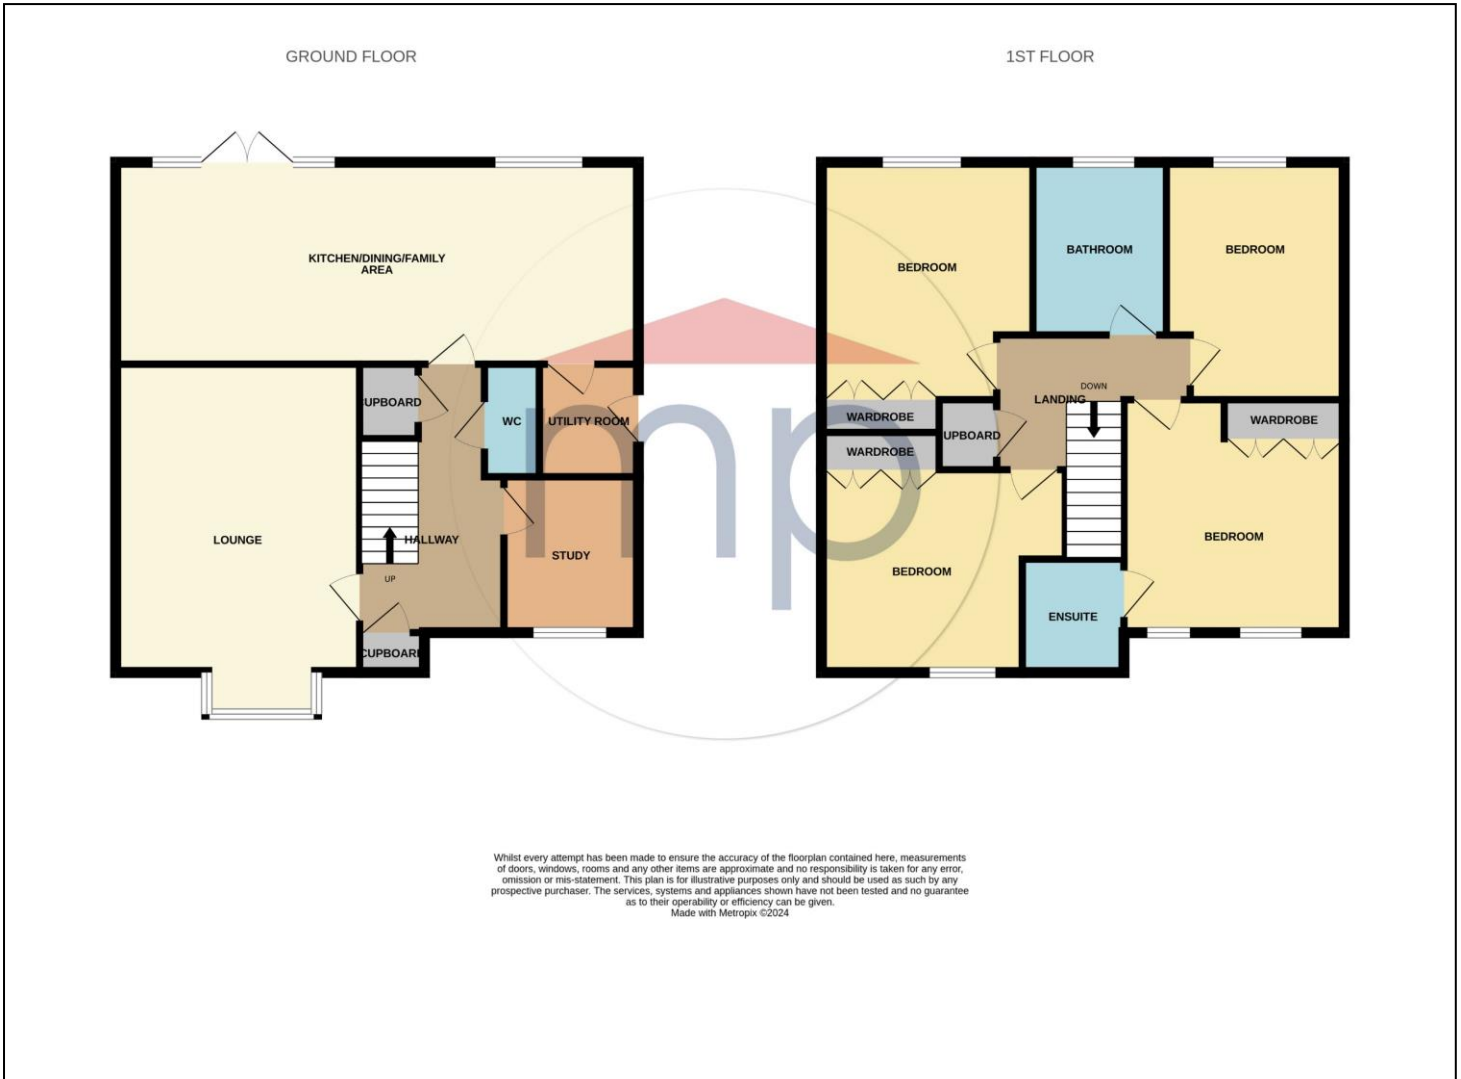 GROUND FLOOR
1ST FLOOR
KITCHEN/DINING/FAMILY
AREA
UPBOARD
WC
UTILITY ROOM
LOUNGE
HALLWAY
UP
STUDY
CUPBOARD
BEDROOM
BATHROOM
BEDROOM
DOWN
LANDING
WARDROBE
UPBOARD
WARDROBE
WARDROBE
BEDROOM
BEDROOM
ENSUITE
mp
Whilst every attempt has been made to ensure the accuracy of the floorplan contained here, measurements
of doors, windows, rooms and any other items are approximate and no responsibility is taken for any error,
omission or mis-statement. This plan is for illustrative purposes only and should be used as such by any
prospective purchaser. The services, systems and appliances shown have not been tested and no guarantee
as to their operability or efficiency can be given.
Made with Metropix ©2024